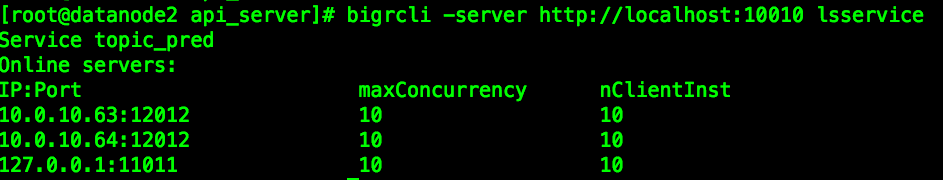 [root@datanode2 api_server]# bigrcli -server http://localhost:10010 lsservice
Service topic_pred
Online servers:
IP:Port maxConcurrency nClientInst
10.0.10.63:12012 10 10
10.0.10.64:12012 10 10
127.0.0.1:11011 10 10